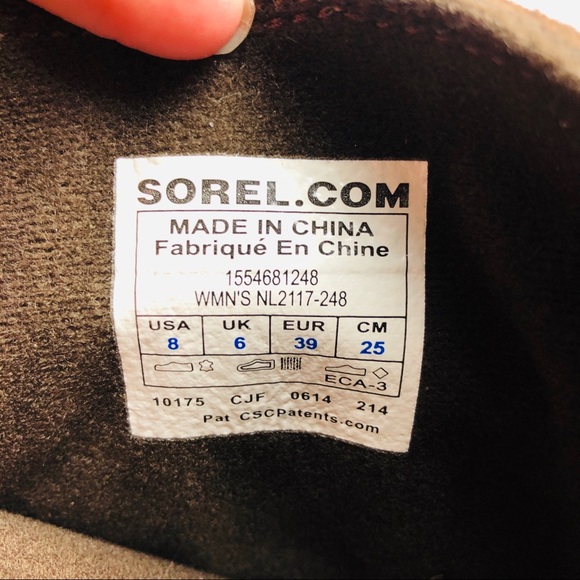 SOREL.COM
MADE IN CHINA
Fabriqué En Chine
1554681248
WMN'S NL2117-248
USA UK EUR CM
8 6 39 25
ECA-3
10175 CJF 0614 214
Pat CSCPatents.com